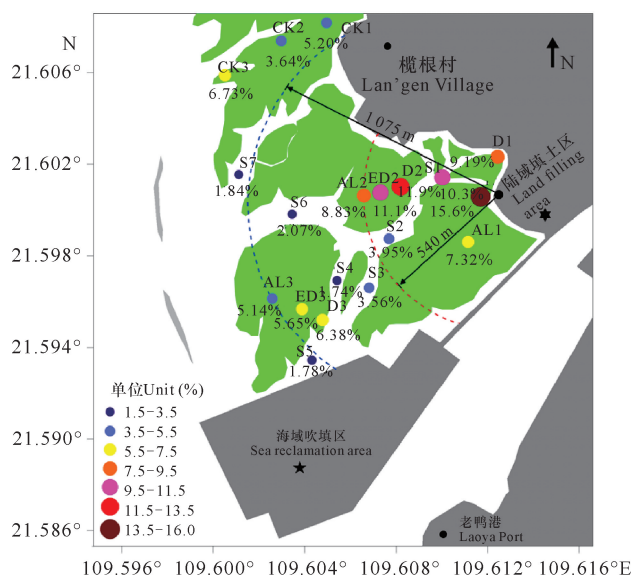 N
21.606°
21.602°
21.598°
21.594°
21.590°
21.586°
CK2
CK1
5.20%
3.64%
CK3
6.73%
榄根村
Lan'gen Village
N
1 075 m
D1
9.19%
S1
D2
ED2
AL2
11.9%
10.3%
11.1%
15.6%
8.83%
陆域填土区
Land filling
area
S7
1.84%
S6
2.07%
S2
3.95%
540 m
AL1
7.32%
S4
1.74%
S3
3.56%
AL3
5.14%
ED3
5.65%
D3
6.38%
S5
1.78%
单位Unit (%)
1.5-3.5
3.5-5.5
5.5-7.5
7.5-9.5
9.5-11.5
11.5-13.5
13.5-16.0
海域吹填区
Sea reclamation area
老鸭港
Laoya Port
109.596° 109.600° 109.604° 109.608° 109.612° 109.616°E